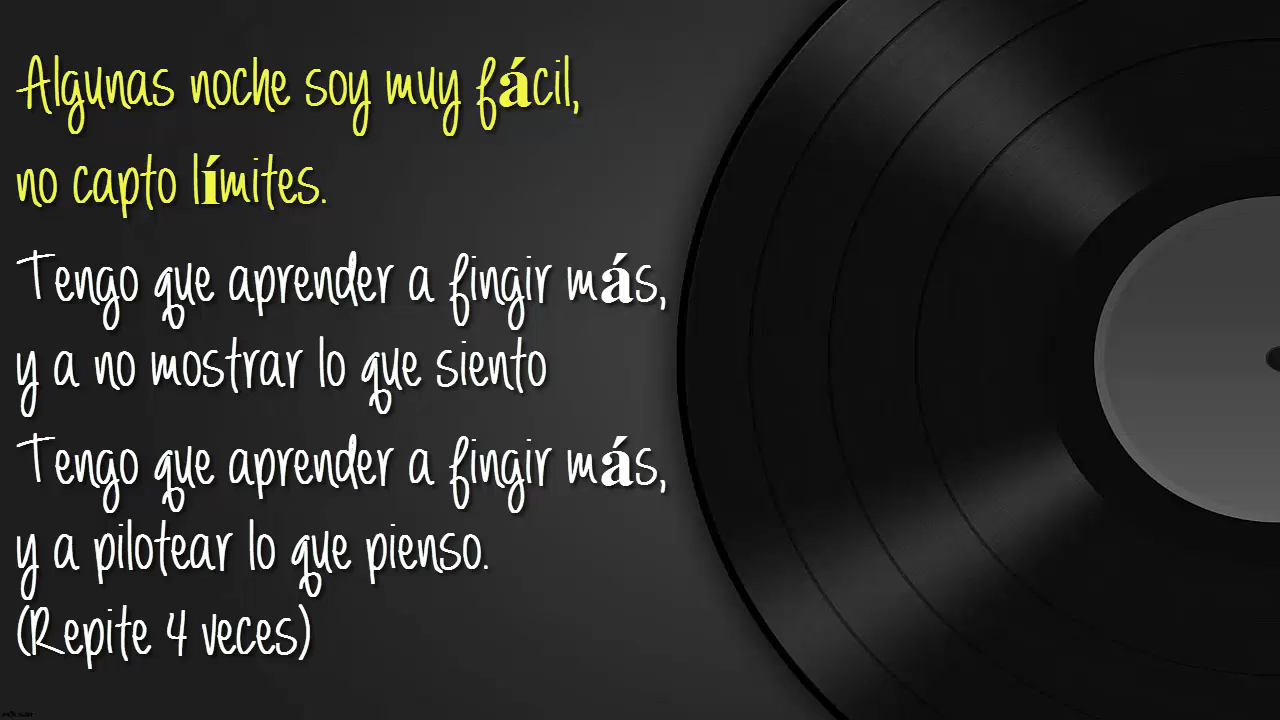 Algunas noche soy muy fácil,
no capto límites.
Tengo que aprender a fingir más,
y a no mostrar lo que siento
Tengo que aprender a fingir más,
y a pilotear lo que pienso.
(Repite 4 veces)